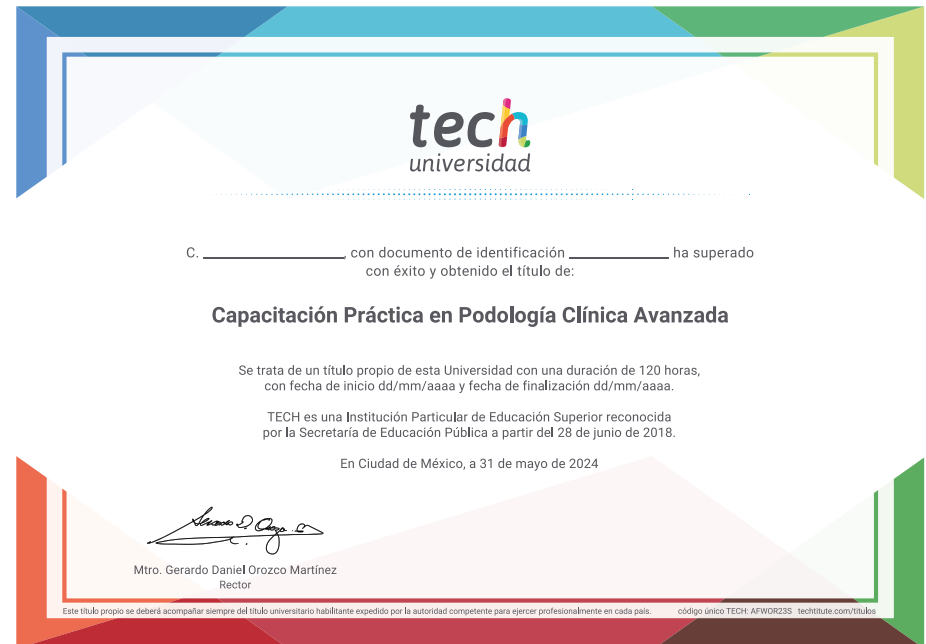 tech
universidad
C. ____________________, con documento de identificación ______________ ha superado
con éxito y obtenido el título de:
Capacitación Práctica en Podología Clínica Avanzada
Se trata de un título propio de esta Universidad con una duración de 120 horas,
con fecha de inicio dd/mm/aaaa y fecha de finalización dd/mm/aaaa.
TECH es una Institución Particular de Educación Superior reconocida
por la Secretaría de Educación Pública a partir del 28 de junio de 2018.
En Ciudad de México, a 31 de mayo de 2024
Mtro. Gerardo Daniel Orozco Martínez
Rector
Este título propio se deberá acompañar siempre del título universitario habilitante expedido por la autoridad competente para ejercer profesionalmente en cada país. código único TECH: AFWOR23S techtitute.com/titulos